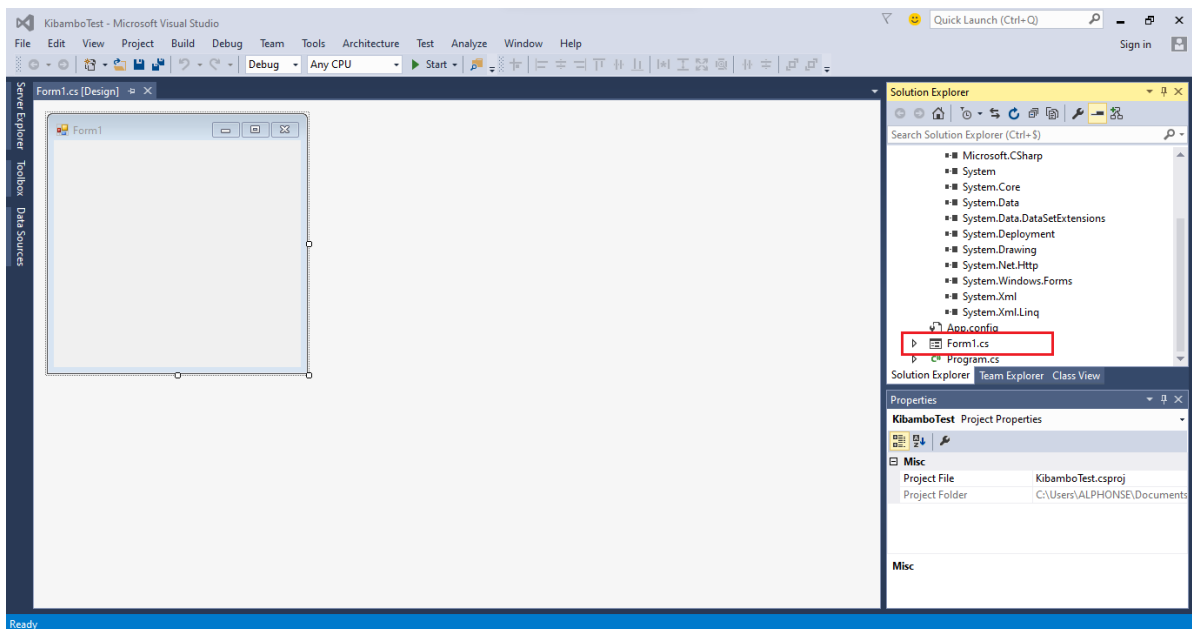 KibamboTest - Microsoft Visual Studio
Quick Launch (Ctrl+Q)
File Edit View Project Build Debug Team Tools Architecture Test Analyze Window Help
Sign in
Debug Any CPU Start
Server Explorer
Toolbox
Data Sources
Form1.cs [Design]
Form1
Solution Explorer
Search Solution Explorer (Ctrl+$)
Microsoft.CSharp
System
System.Core
System.Data
System.Data.DataSetExtensions
System.Deployment
System.Drawing
System.Net.Http
System.Windows.Forms
System.Xml
System.Xml.Linq
App.config
Form1.cs
C# Program.cs
Solution Explorer Team Explorer Class View
Properties
KibamboTest Project Properties
Misc
Project File KibamboTest.csproj
Project Folder C:\Users\ALPHONSE\Documents
Misc
Ready